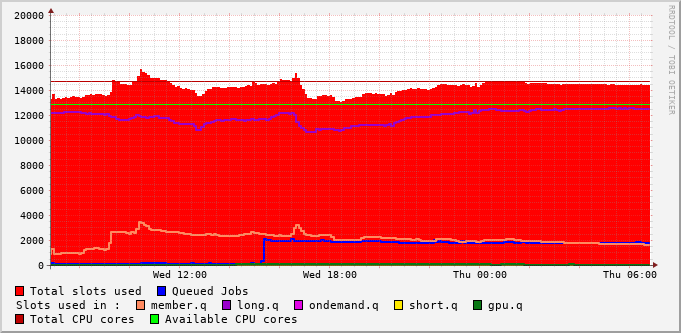 RRDTOOL / TOBI OETIKER
20000
18000
16000
14000
12000
10000
8000
6000
4000
2000
0
Wed 12:00 Wed 18:00 Thu 00:00 Thu 06:00
Total slots used Queued Jobs
Slots used in : member.q long.q ondemand.q short.q gpu.q
Total CPU cores Available CPU cores